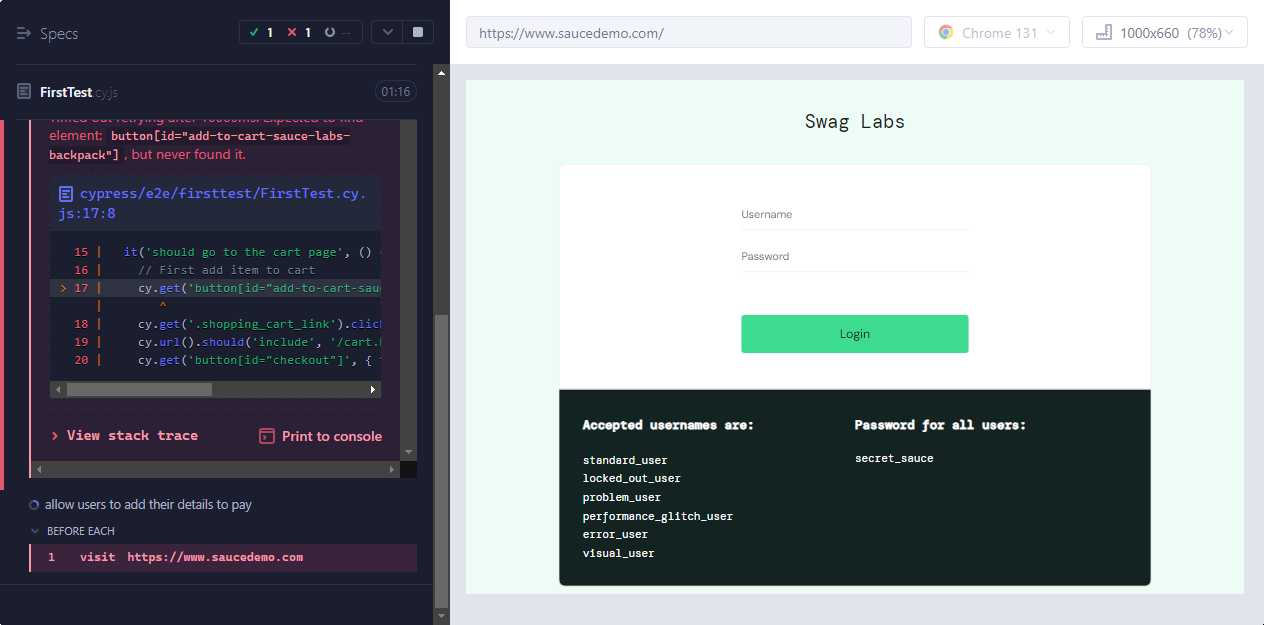 Specs
1 1 --
https://www.saucedemo.com/
Chrome 131
1000x660 (78%)
FirstTest.cy.js
01:16
element: button[id="add-to-cart-sauce-labs-
backpack"] , but never found it.
cypress/e2e/firsttest/FirstTest.cy.
js:17:8
15 | it('should go to the cart page', ()
16 | // First add item to cart
> 17 | cy.get('button[id="add-to-cart-sau
| ^
18 | cy.get('.shopping_cart_link').clic
19 | cy.url().should('include', '/cart.
20 | cy.get('button[id="checkout"]', {
View stack trace
Print to console
allow users to add their details to pay
BEFORE EACH
1 visit https://www.saucedemo.com
Swag Labs
Username
Password
Login
Accepted usernames are:
standard_user
locked_out_user
problem_user
performance_glitch_user
error_user
visual_user
Password for all users:
secret_sauce